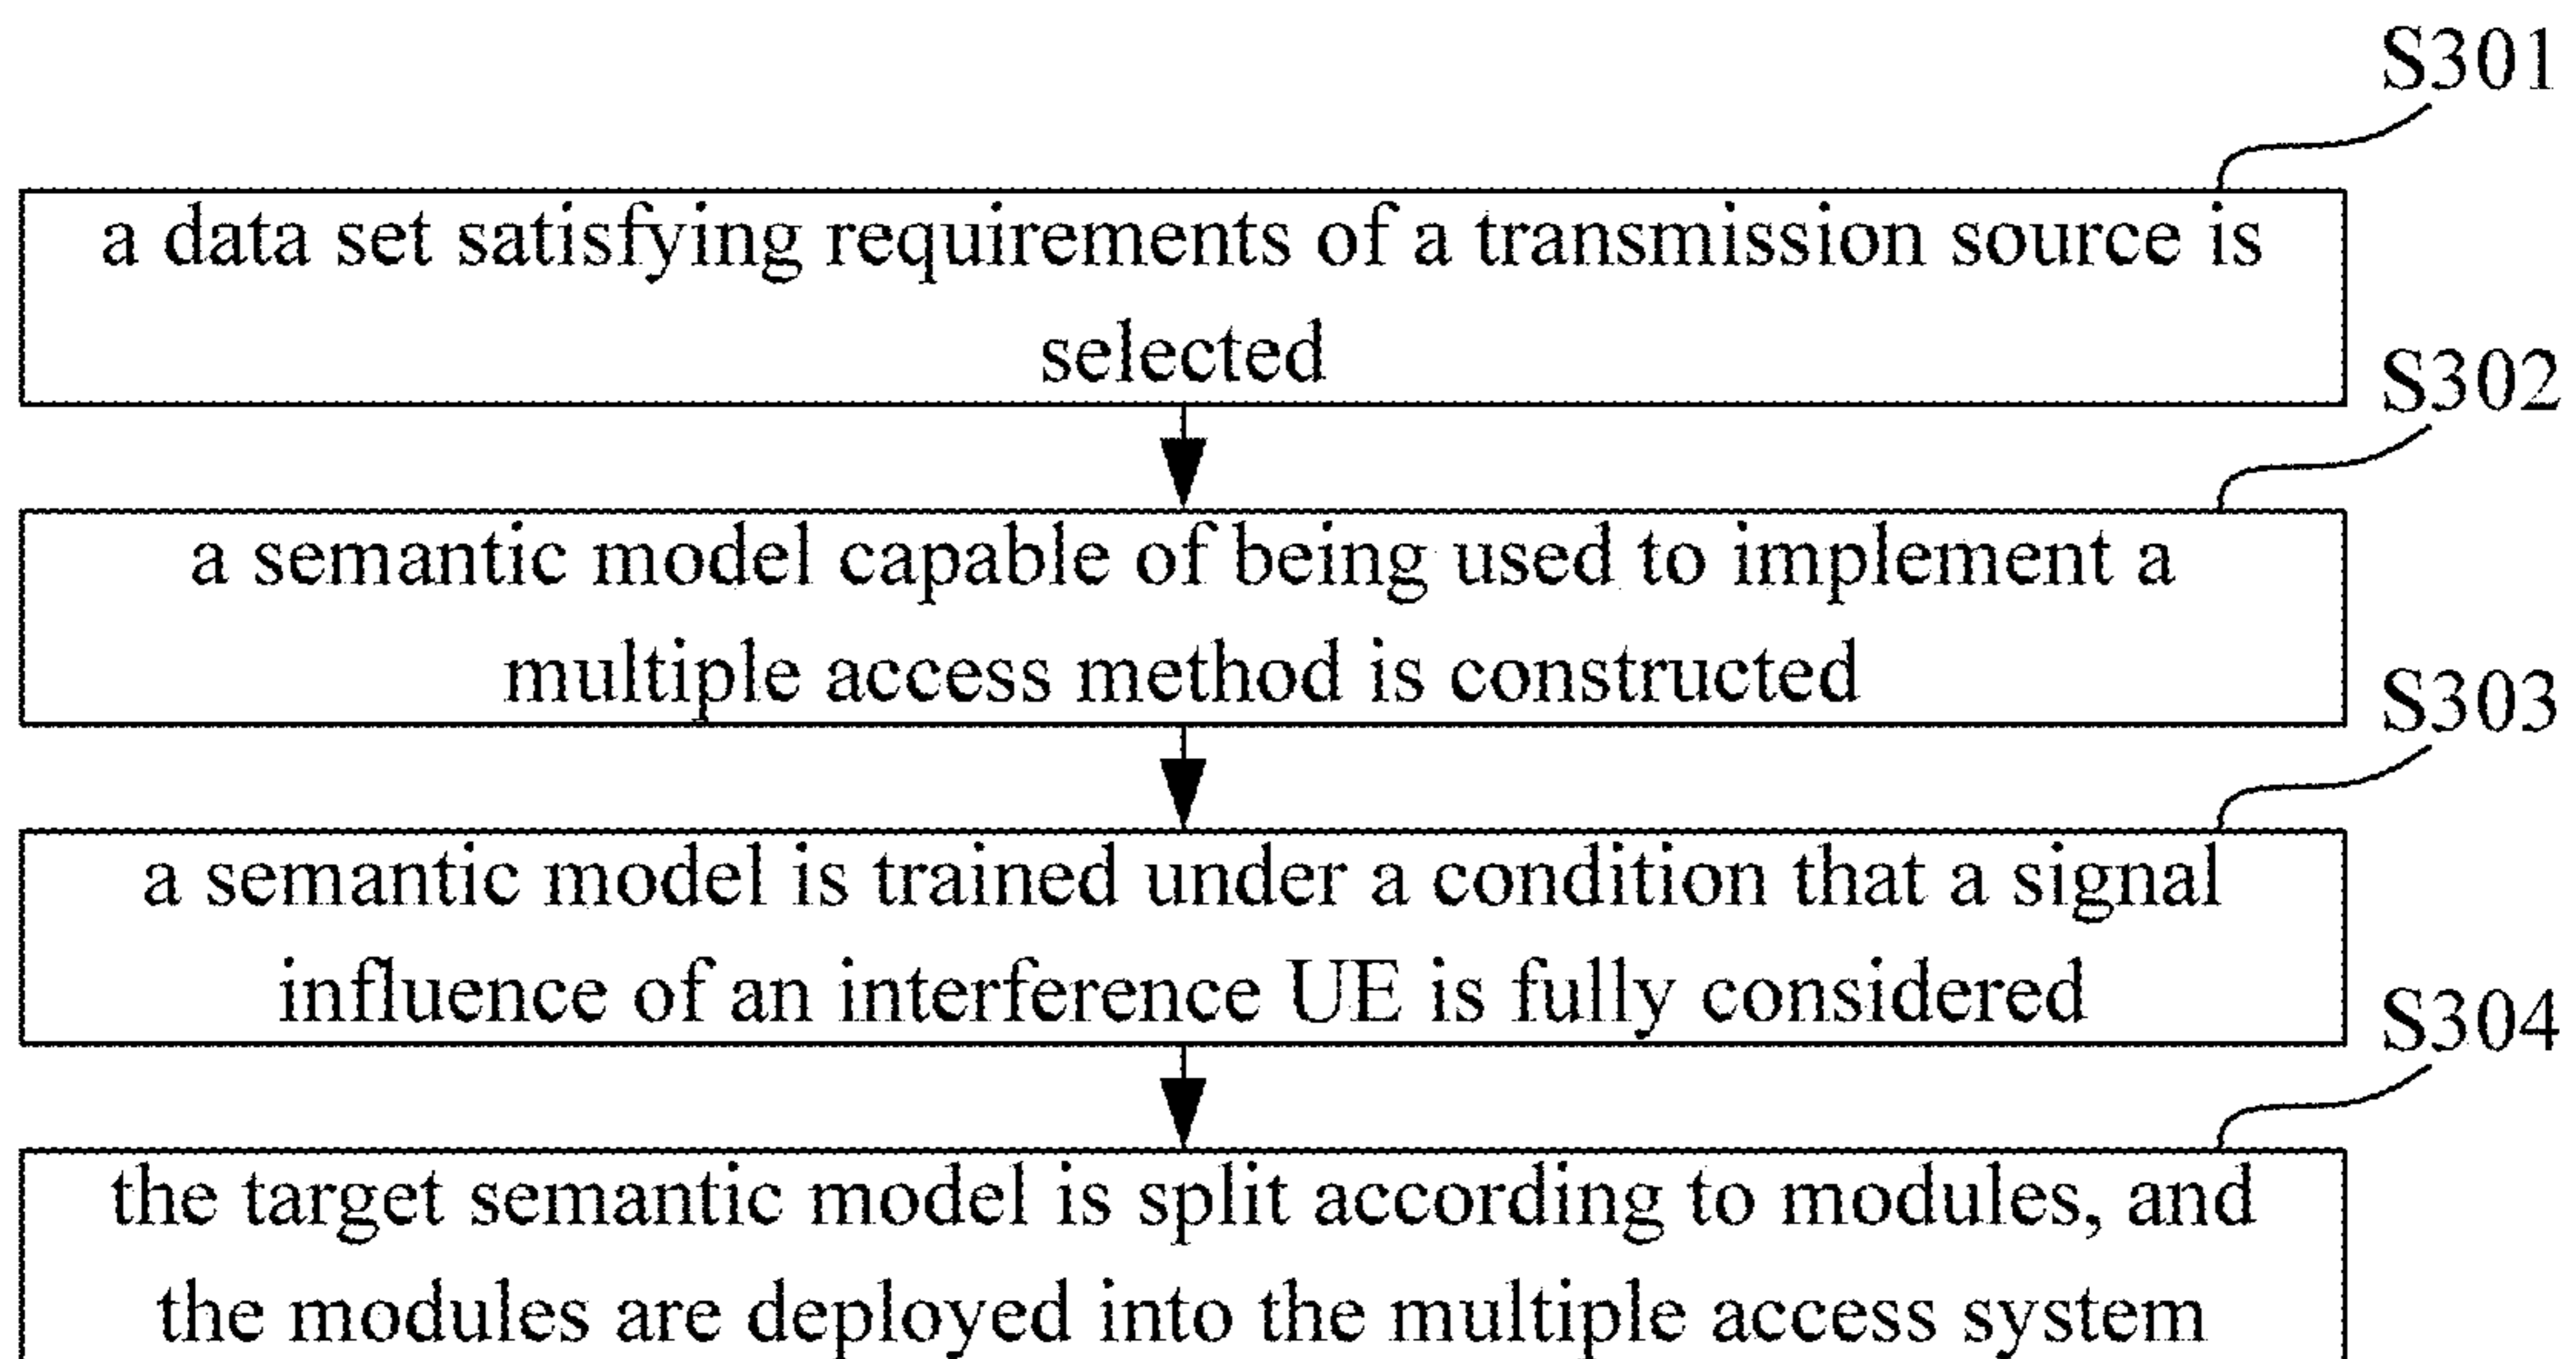 S301
a data set satisfying requirements of a transmission source is
selected
S302
a semantic model capable of being used to implement a
multiple access method is constructed
S303
a semantic model is trained under a condition that a signal
influence of an interference UE is fully considered
S304
the target semantic model is split according to modules, and
the modules are deployed into the multiple access system